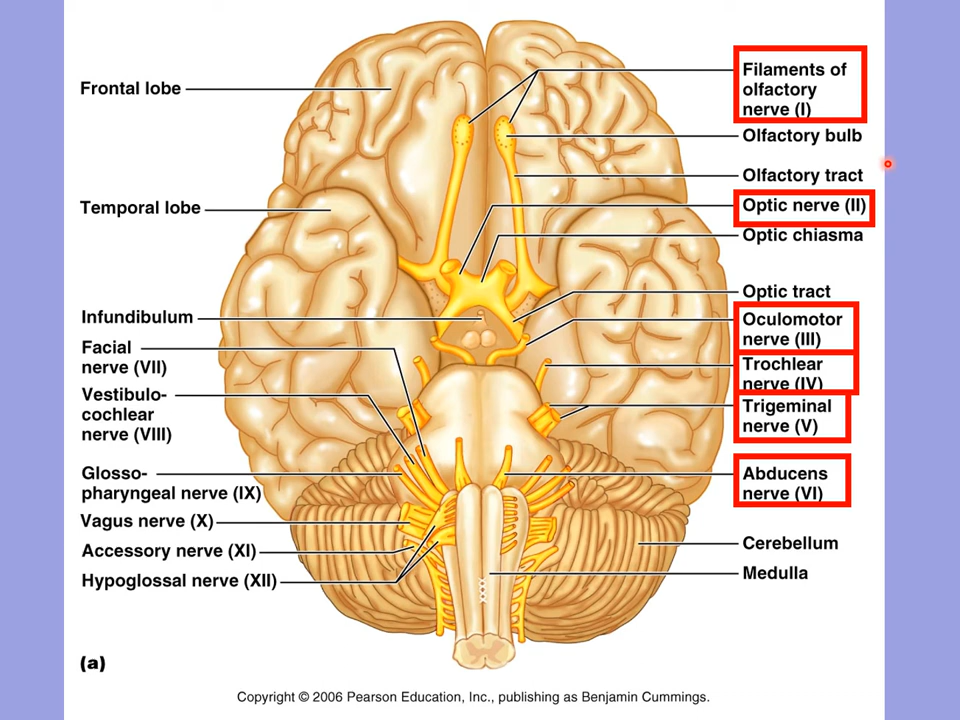 Frontal lobe
Temporal lobe
Infundibulum
Facial
nerve (VII)
Vestibulo-
cochlear
nerve (VIII)
Glosso-
pharyngeal nerve (IX)
Vagus nerve (X)
Accessory nerve (XI)
Hypoglossal nerve (XII)
Filaments of
olfactory
nerve (I)
Olfactory bulb
Olfactory tract
Optic nerve (II)
Optic chiasma
Optic tract
Oculomotor
nerve (III)
Trochlear
nerve (IV)
Trigeminal
nerve (V)
Abducens
nerve (VI)
Cerebellum
Medulla
(a)
Copyright © 2006 Pearson Education, Inc., publishing as Benjamin Cummings.